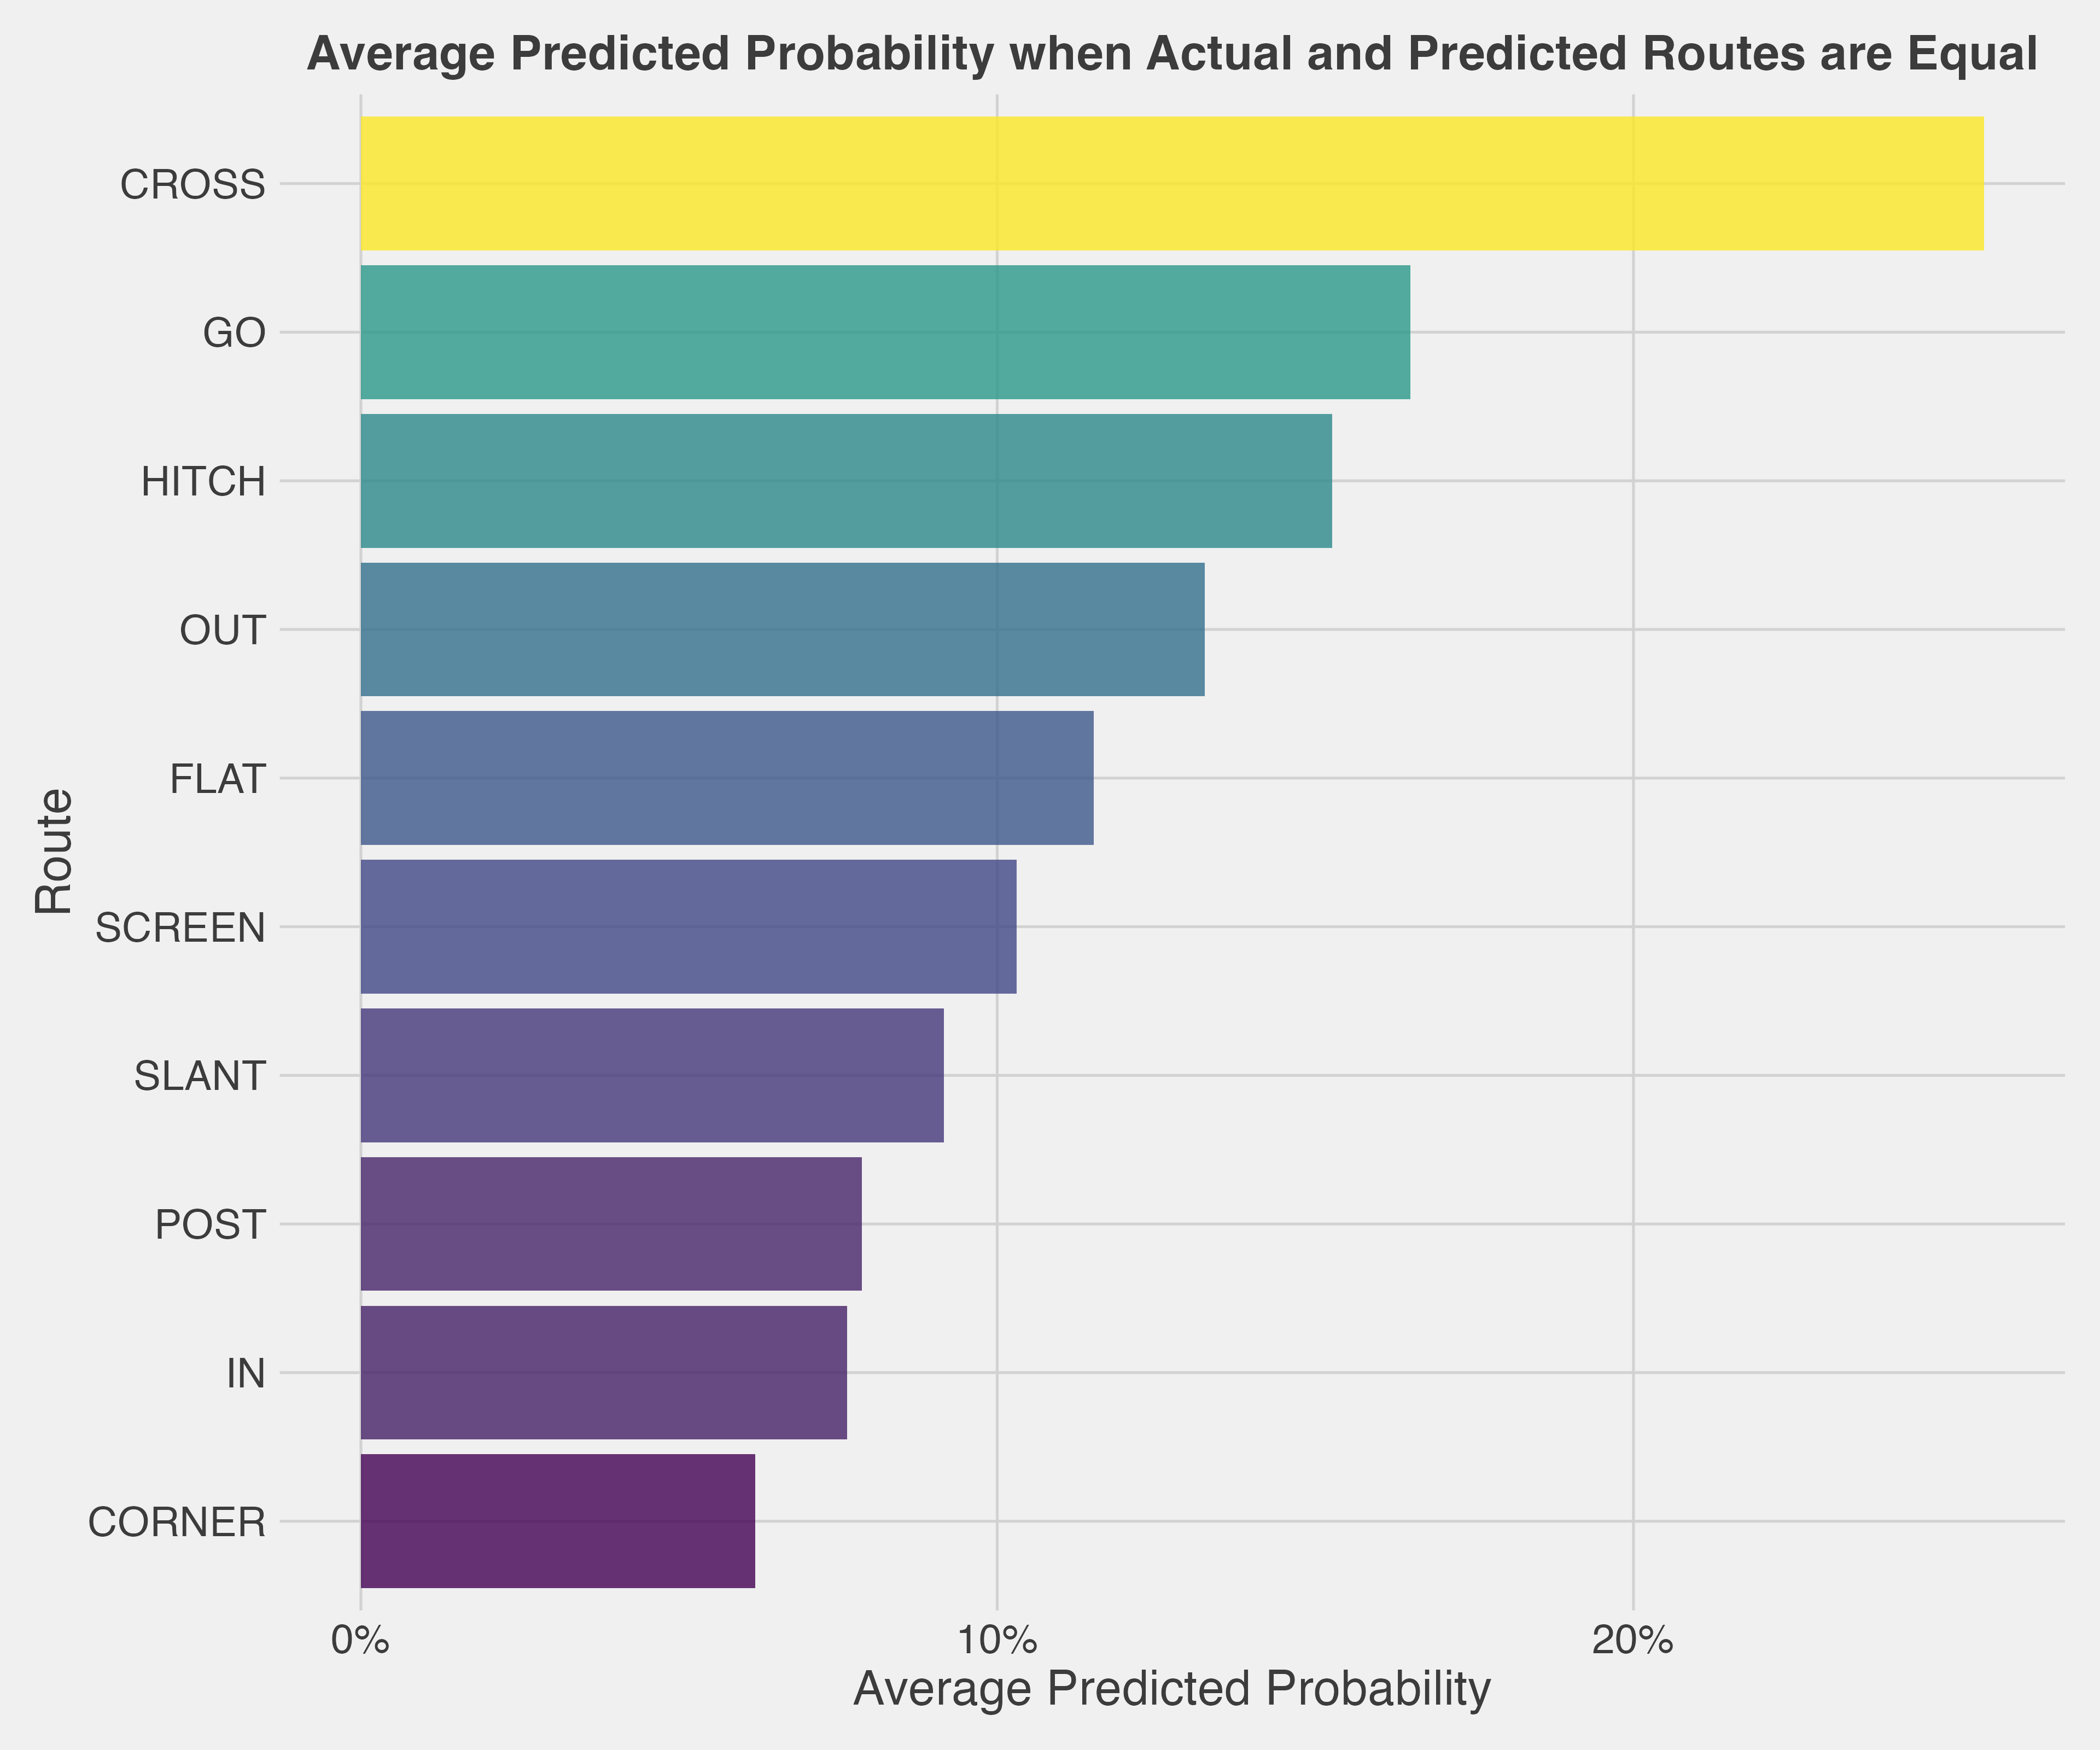 Average Predicted Probability when Actual and Predicted Routes are Equal
Route
CROSS
GO
HITCH
OUT
FLAT
SCREEN
SLANT
POST
IN
CORNER
0% 10% 20%
Average Predicted Probability